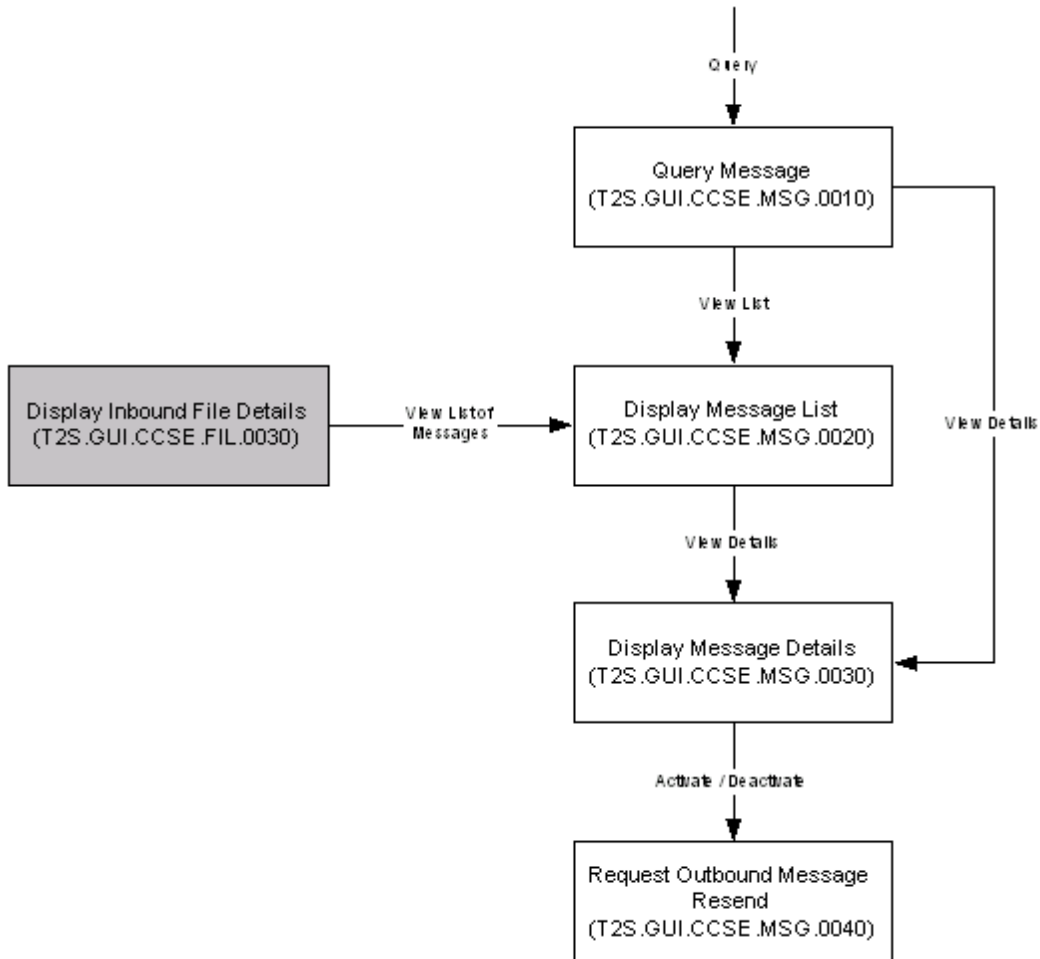 Query
Query Message
(T2S.GUI.CCSE.MSG.0010)
View List
Display Inbound File Details
(T2S.GUI.CCSE.FIL.0030)
View List of
Messages
Display Message List
(T2S.GUI.CCSE.MSG.0020)
View Details
View Details
Display Message Details
(T2S.GUI.CCSE.MSG.0030)
Activate / Deactivate
Request Outbound Message
Resend
(T2S.GUI.CCSE.MSG.0040)